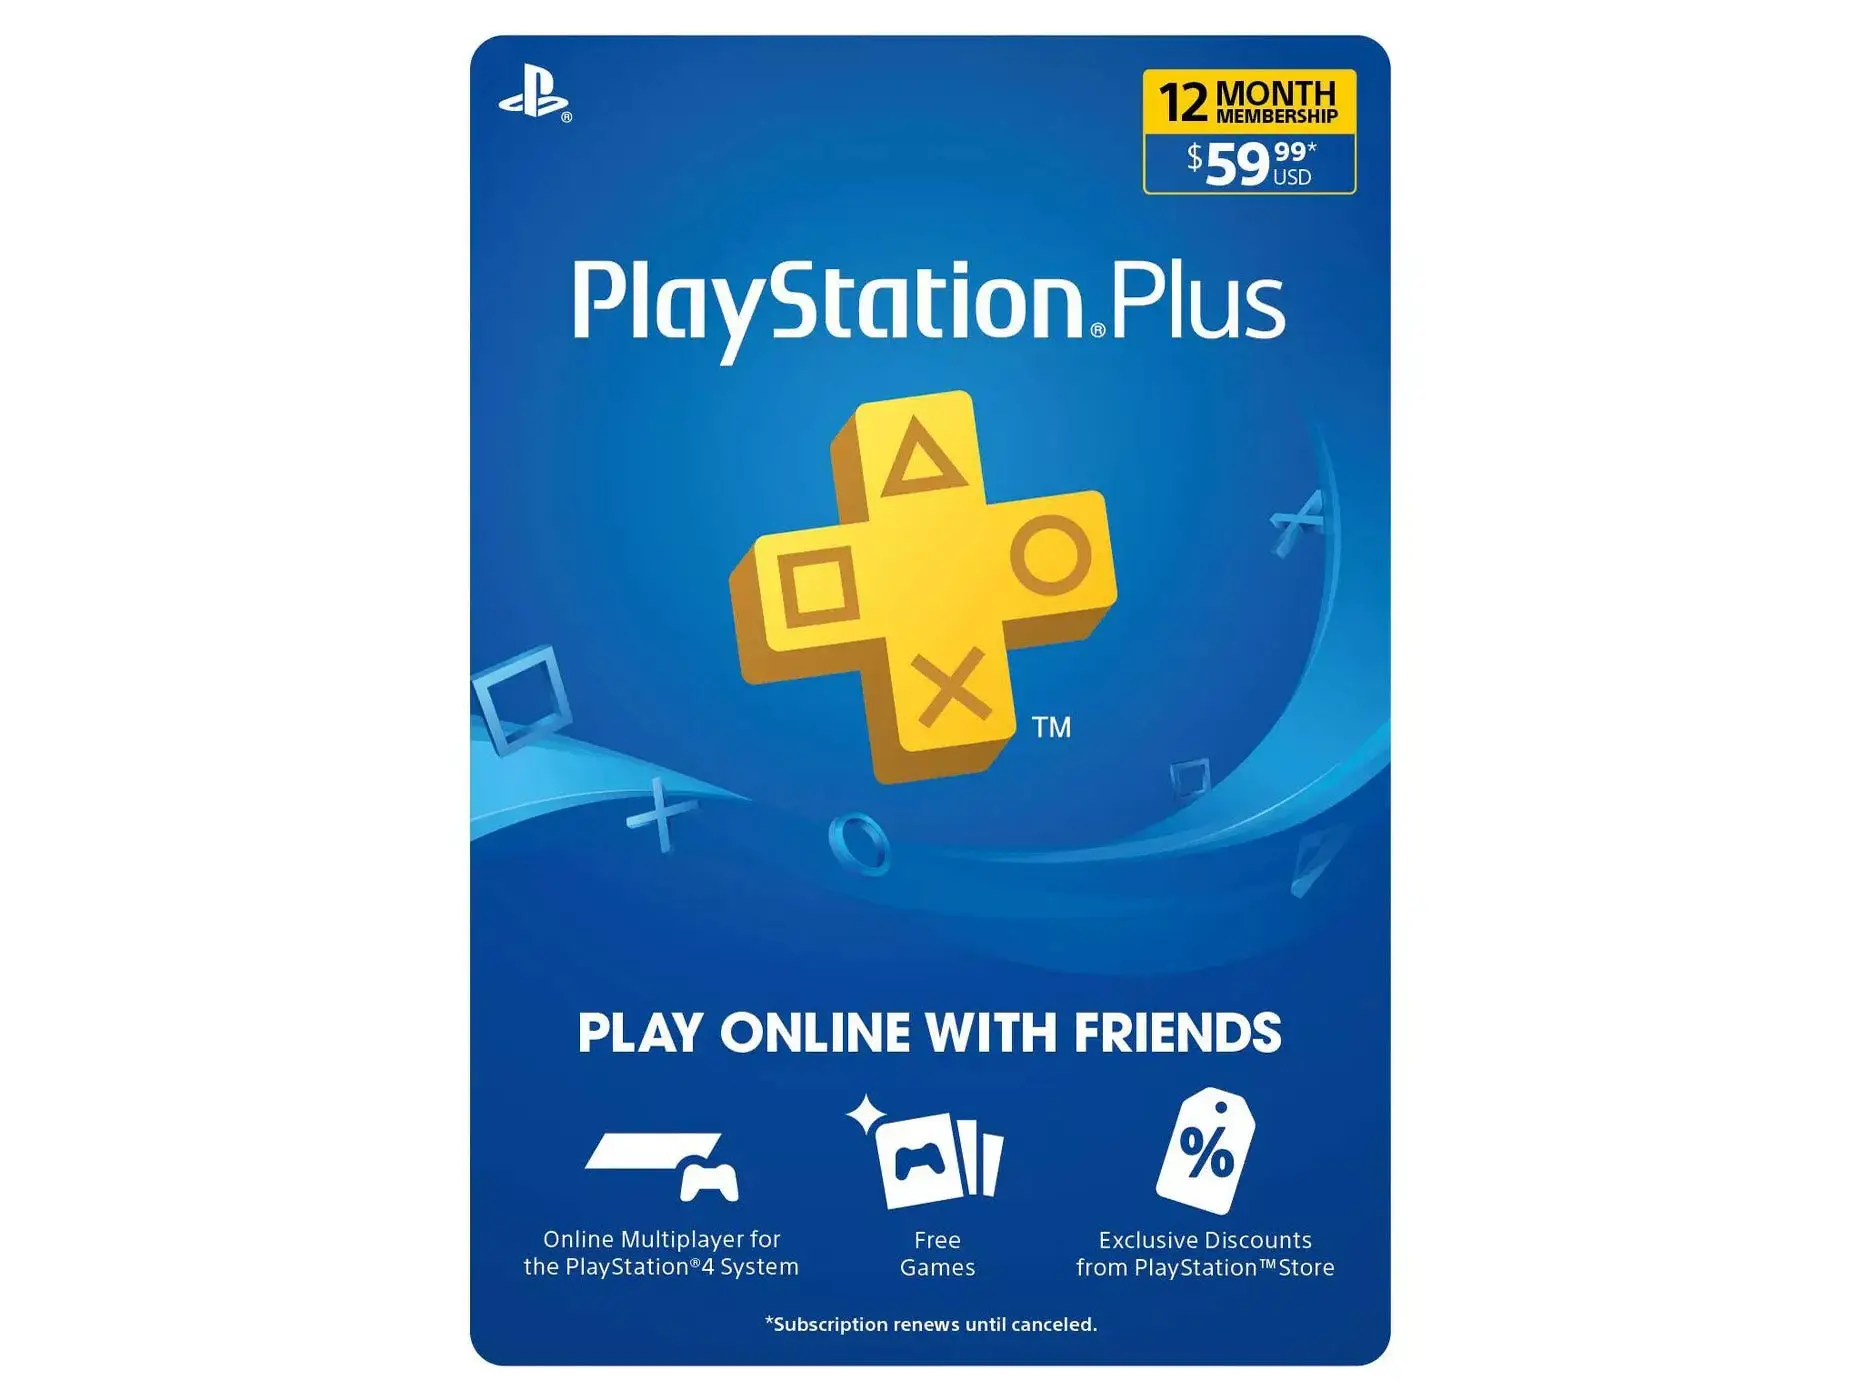 12 MONTH
MEMBERSHIP
$59 99*
USD
PlayStation®Plus
TM
PLAY ONLINE WITH FRIENDS
Online Multiplayer for
the PlayStation®4 System
Free
Games
Exclusive Discounts
from PlayStation™Store
*Subscription renews until canceled.